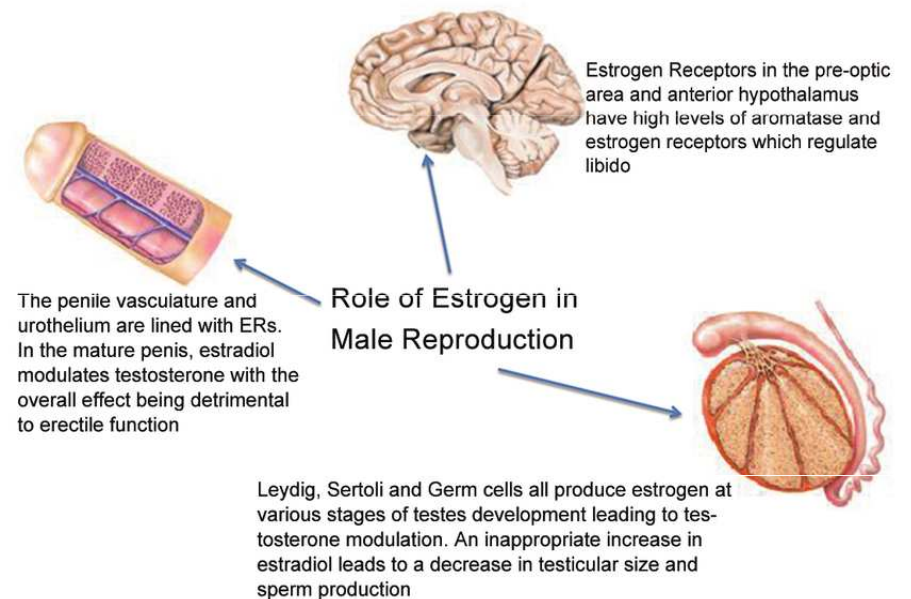 Estrogen Receptors in the pre-optic
area and anterior hypothalamus
have high levels of aromatase and
estrogen receptors which regulate
libido
The penile vasculature and
urothelium are lined with ERs.
In the mature penis, estradiol
modulates testosterone with the
overall effect being detrimental
to erectile function
Role of Estrogen in
Male Reproduction
Leydig, Sertoli and Germ cells all produce estrogen at
various stages of testes development leading to tes-
tosterone modulation. An inappropriate increase in
estradiol leads to a decrease in testicular size and
sperm production